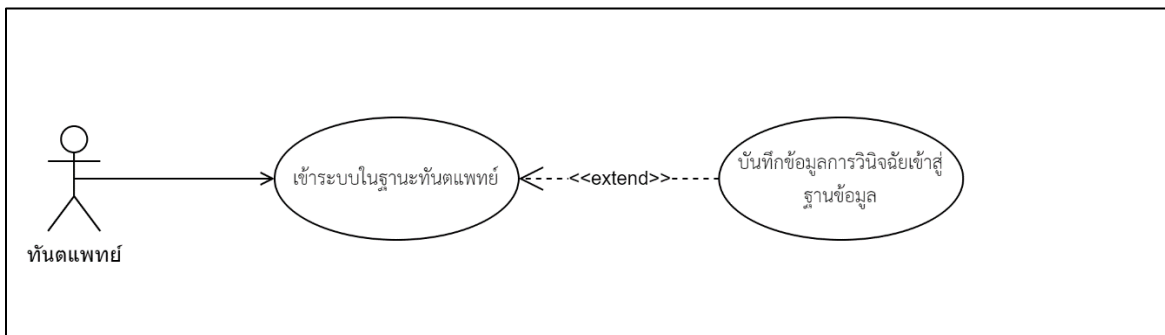 เข้าระบบในฐานะทันตแพทย์
<<extend>>
บันทึกข้อมูลการวินิจฉัยเข้าสู่
ฐานข้อมูล
ทันตแพทย์